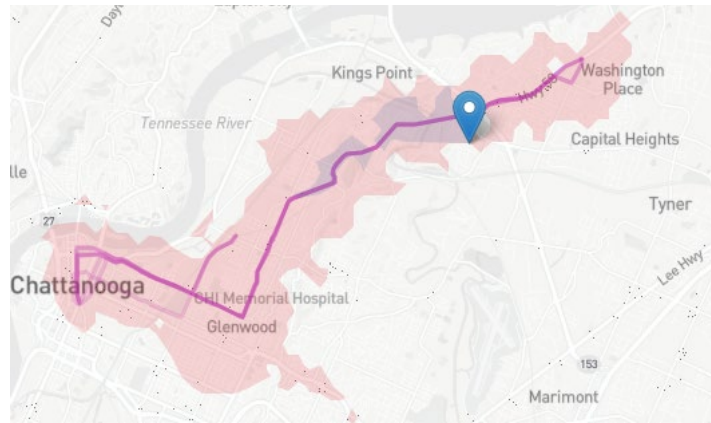 Kings Point
Washington
Place
Hwy 58
Tennessee River
Capital Heights
lle
Tyner
27
Lee Hwy
Chattanooga
CHI Memorial Hospital
Glenwood
153
Marimont